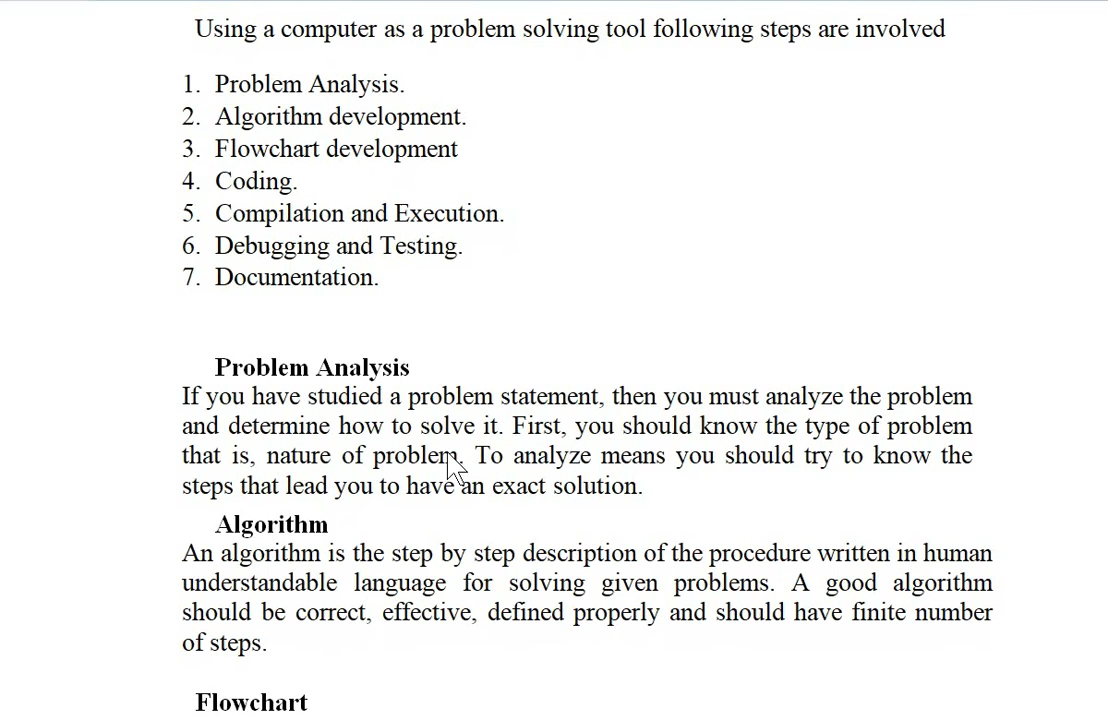 Using a computer as a problem solving tool following steps are involved
1. Problem Analysis.
2. Algorithm development.
3. Flowchart development
4. Coding.
5. Compilation and Execution.
6. Debugging and Testing.
7. Documentation.
Problem Analysis
If you have studied a problem statement, then you must analyze the problem
and determine how to solve it. First, you should know the type of problem
that is, nature of problem. To analyze means you should try to know the
steps that lead you to have an exact solution.
Algorithm
An algorithm is the step by step description of the procedure written in human
understandable language for solving given problems. A good algorithm
should be correct, effective, defined properly and should have finite number
of steps.
Flowchart